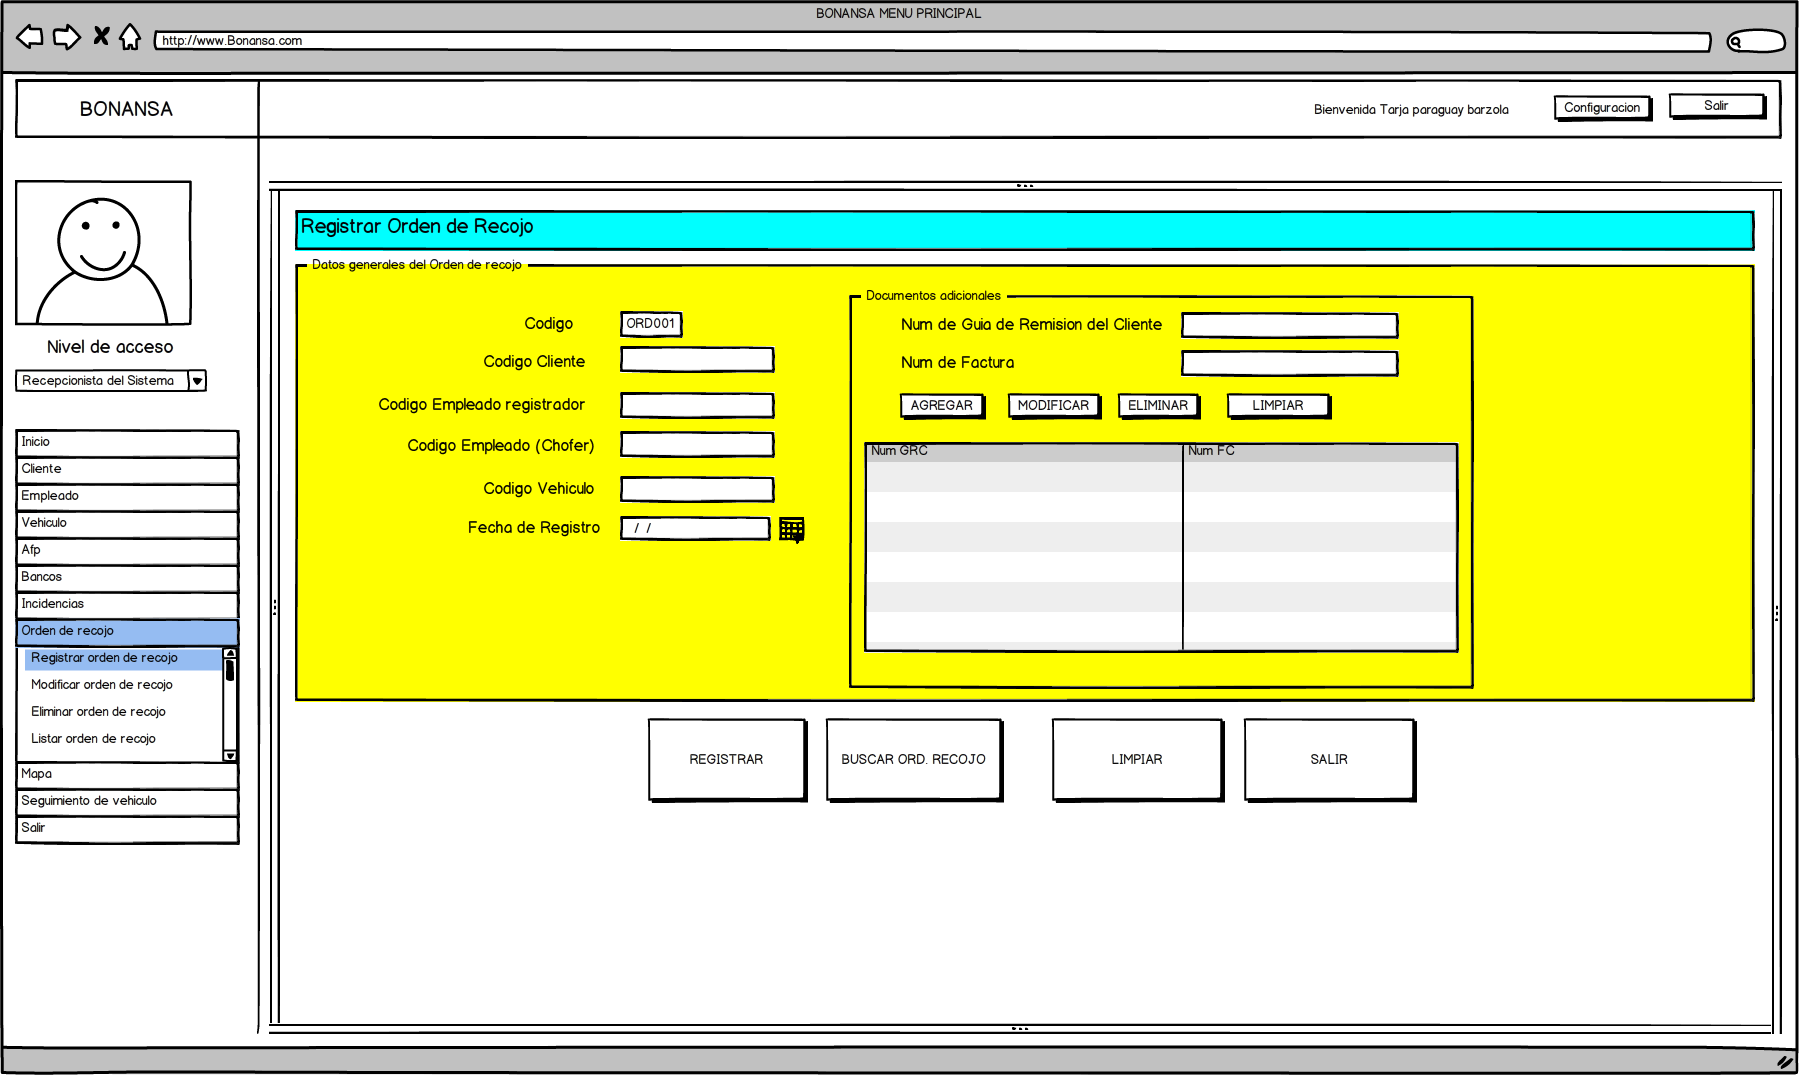 BONANSA MENU PRINCIPAL
http://www.Bonansa.com
BONANSA
Bienvenida Tarja paraguay barzola
Configuracion
Salir
Nivel de acceso
Recepcionista del Sistema
Inicio
Cliente
Empleado
Vehiculo
Afp
Bancos
Incidencias
Orden de recojo
Registrar orden de recojo
Modificar orden de recojo
Eliminar orden de recojo
Listar orden de recojo
Mapa
Seguimiento de vehiculo
Salir
Registrar Orden de Recojo
Datos generales del Orden de recojo
Codigo
ORD001
Codigo Cliente
Codigo Empleado registrador
Codigo Empleado (Chofer)
Codigo Vehiculo
Fecha de Registro
/ /
Documentos adicionales
Num de Guia de Remision del Cliente
Num de Factura
AGREGAR
MODIFICAR
ELIMINAR
LIMPIAR
Num GRC
Num FC
REGISTRAR
BUSCAR ORD. RECOJO
LIMPIAR
SALIR